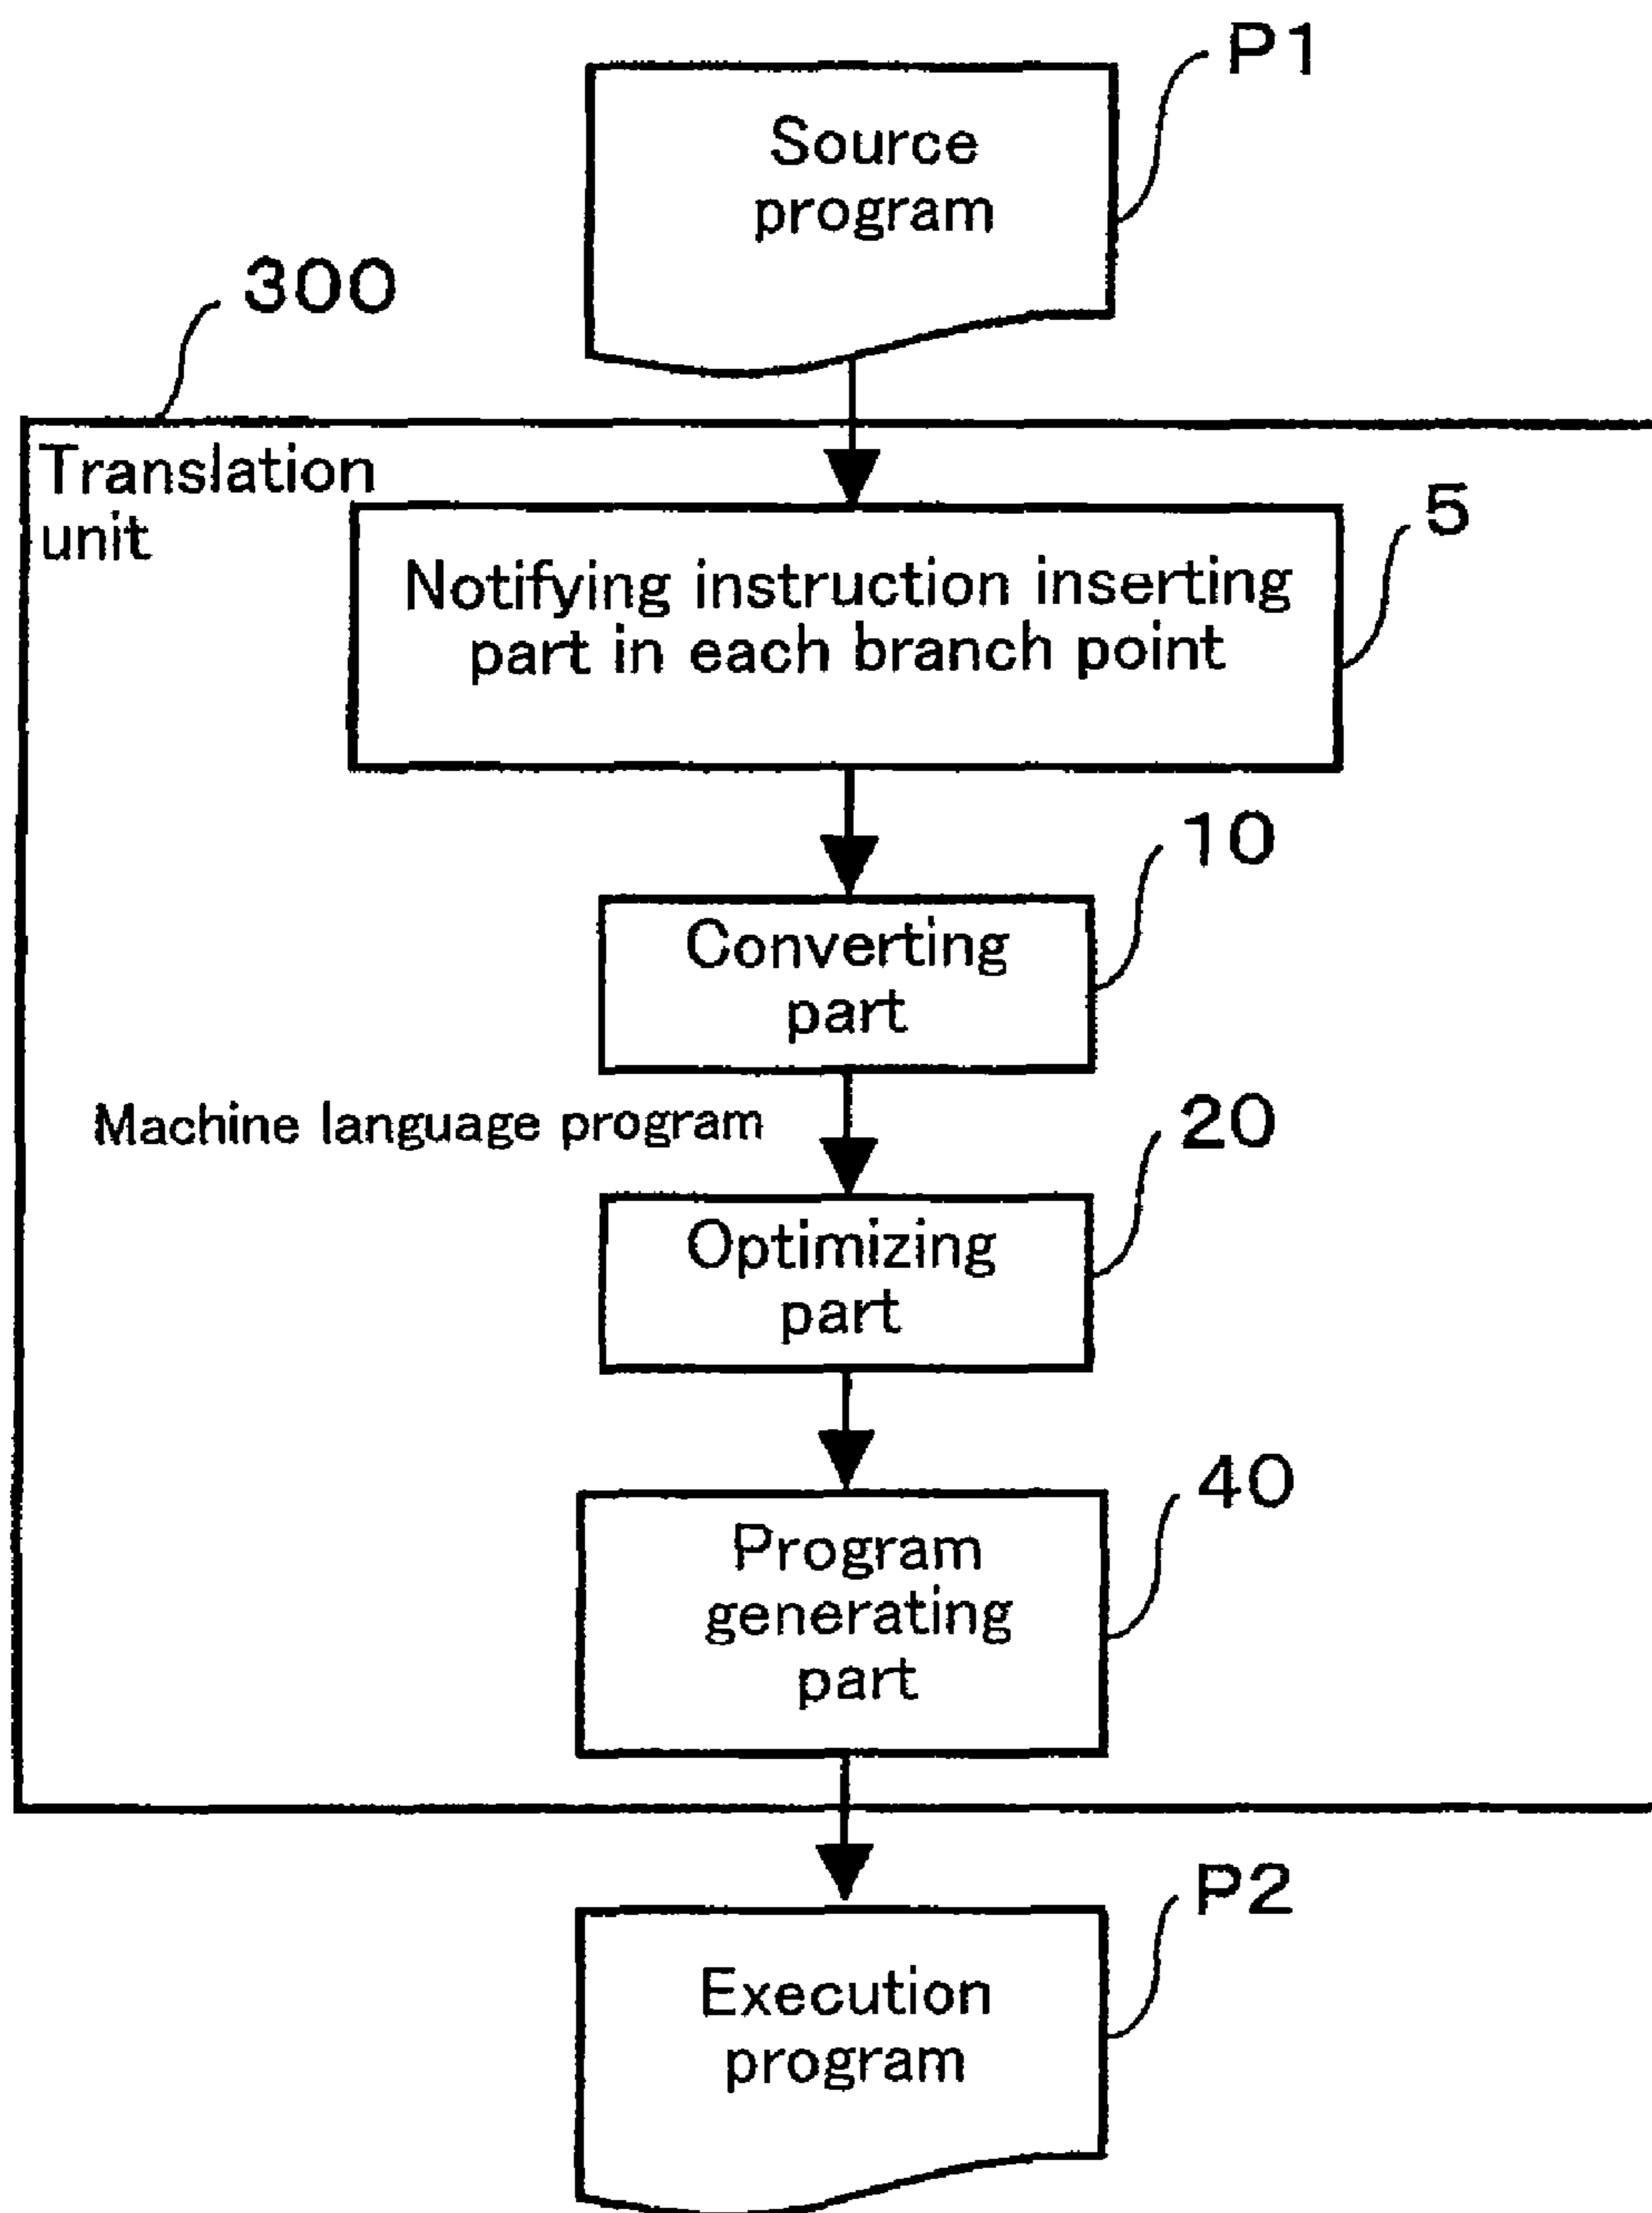 P1
Source
program
300
Translation
unit
5
Notifying instruction inserting
part in each branch point
10
Converting
part
Machine language program
20
Optimizing
part
40
Program
generating
part
P2
Execution
program